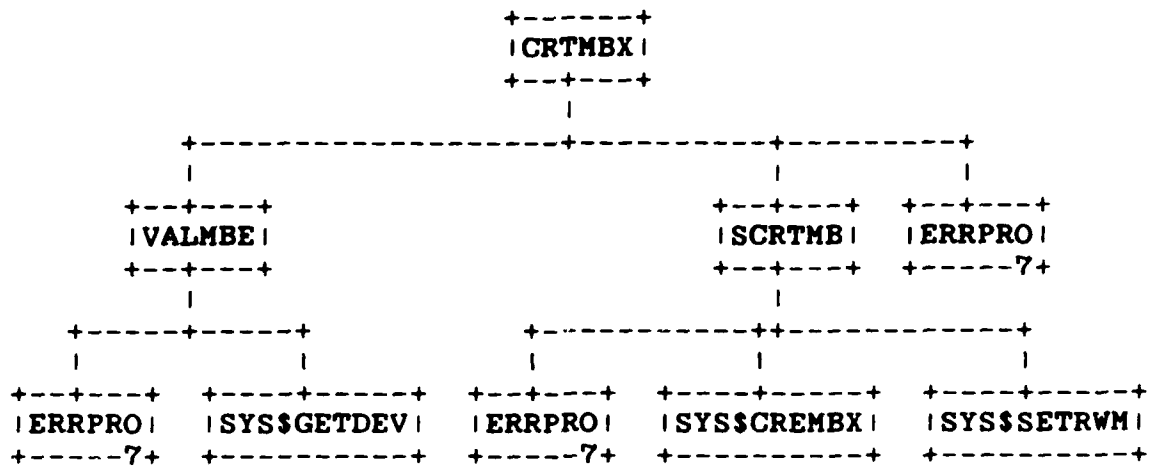 CRTMBX
VALMBE SCRTMB ERRPRO
7
ERRPRO SYS$GETDEV ERRPRO SYS$CREMBX SYS$SETRWM
7 7